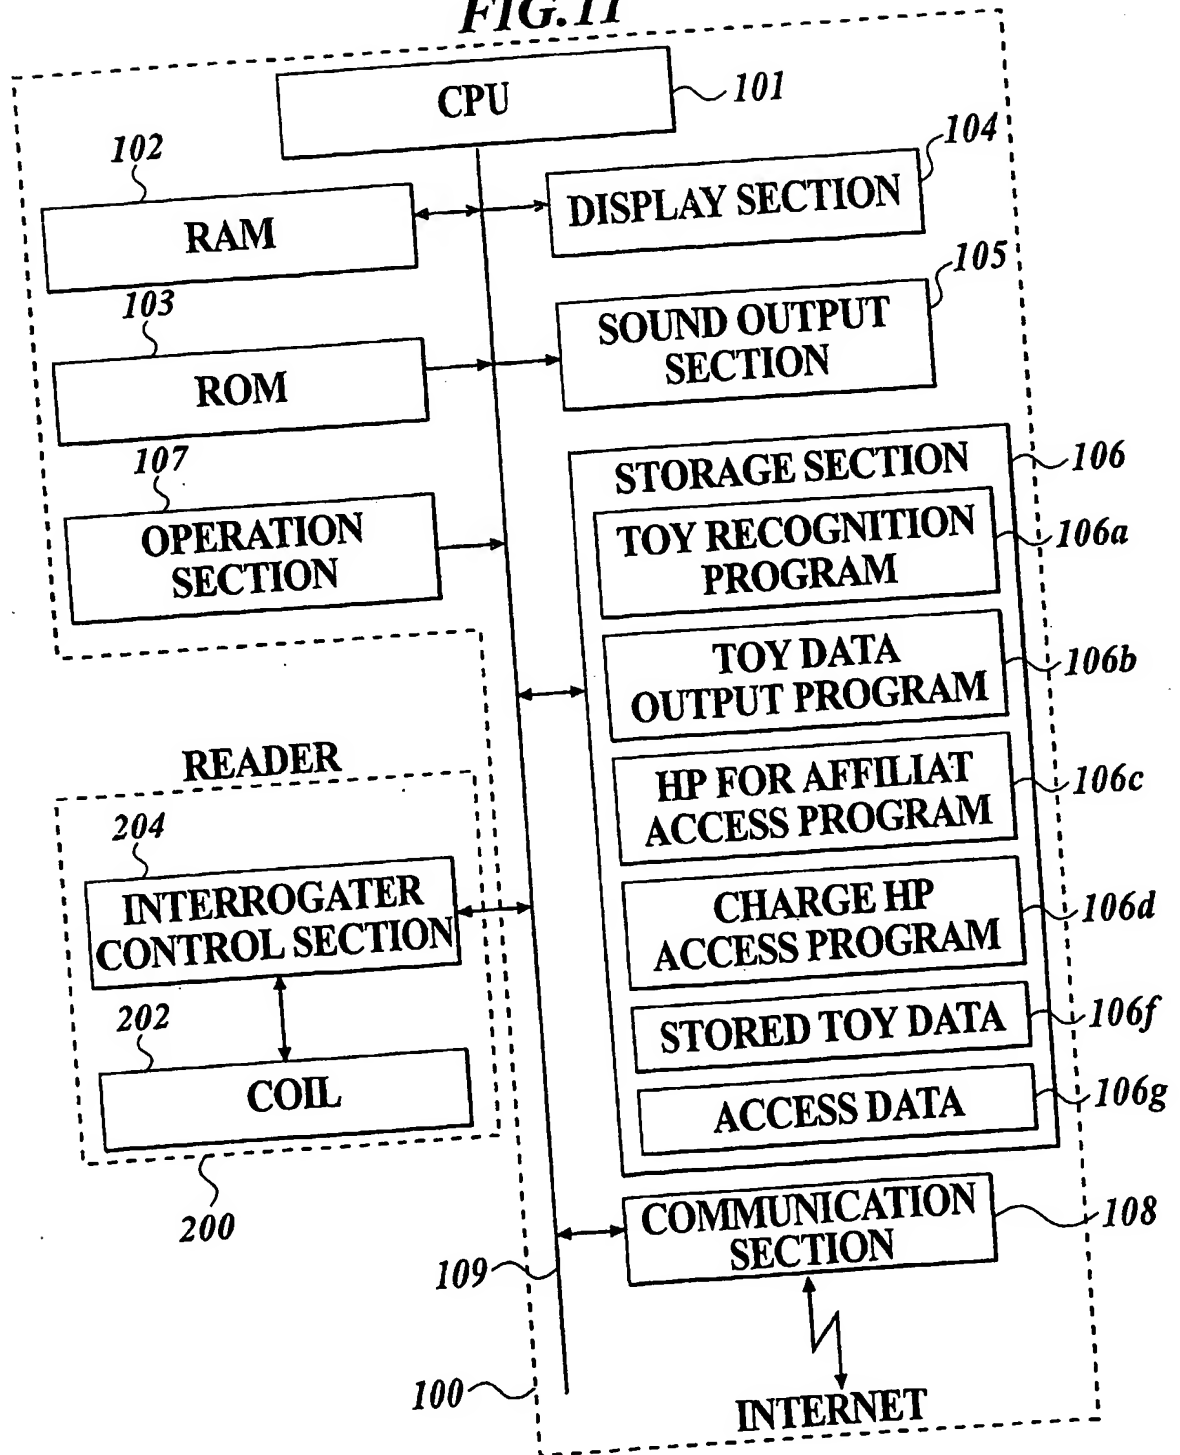 FIG.11
CPU
101
102
RAM
104
DISPLAY SECTION
103
ROM
105
SOUND OUTPUT
SECTION
107
OPERATION
SECTION
STORAGE SECTION
106
TOY RECOGNITION
PROGRAM
106a
TOY DATA
OUTPUT PROGRAM
106b
HP FOR AFFILIAT
ACCESS PROGRAM
106c
CHARGE HP
ACCESS PROGRAM
106d
STORED TOY DATA
106f
ACCESS DATA
106g
READER
204
INTERROGATER
CONTROL SECTION
202
COIL
200
COMMUNICATION
SECTION
108
109
100
INTERNET